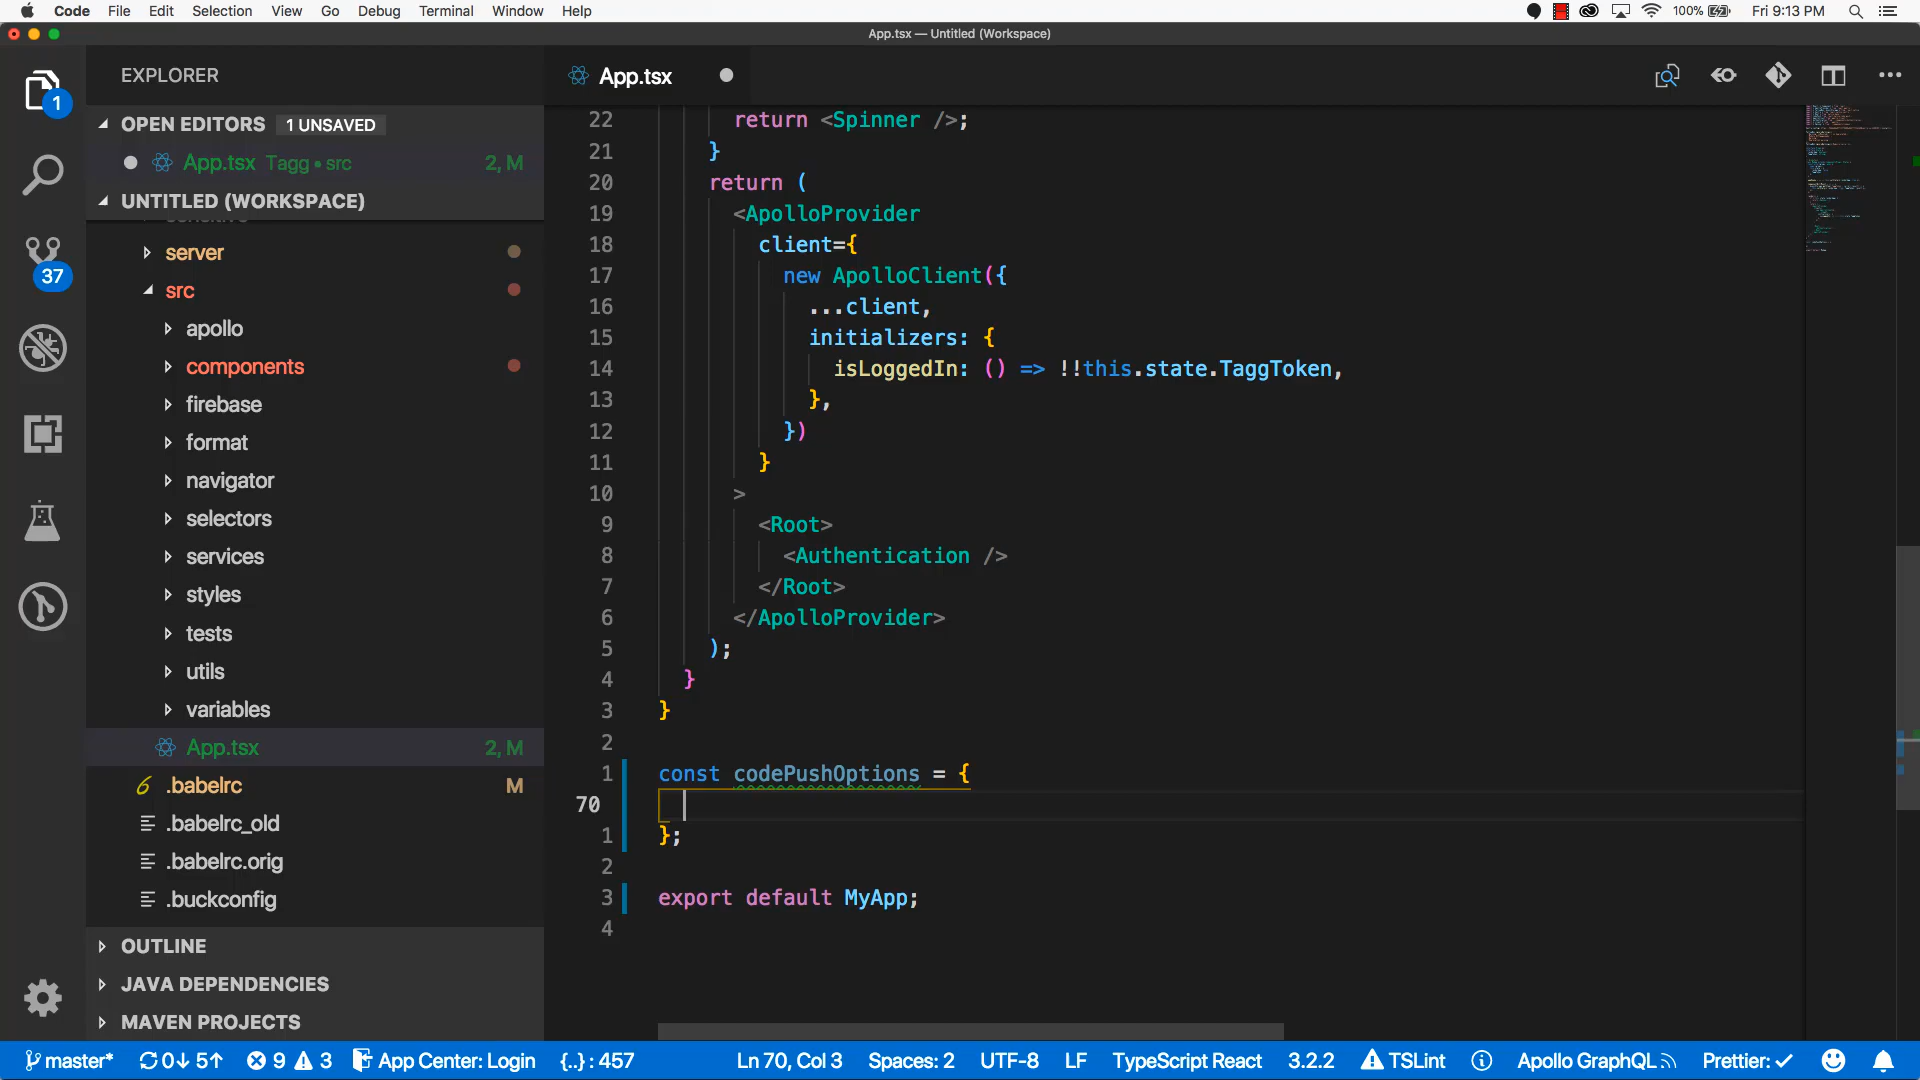 Code File Edit Selection View Go Debug Terminal Window Help 100% Fri 9:13 PM
App.tsx — Untitled (Workspace)
EXPLORER
OPEN EDITORS 1 UNSAVED
App.tsx Tagg • src 2, M
UNTITLED (WORKSPACE)
server
src
apollo
components
firebase
format
navigator
selectors
services
styles
tests
utils
variables
App.tsx 2, M
.babelrc M
.babelrc_old
.babelrc.orig
.buckconfig
OUTLINE
JAVA DEPENDENCIES
MAVEN PROJECTS
1
37
App.tsx
22 return <Spinner />;
21 }
20 return (
19 <ApolloProvider
18 client={
17 new ApolloClient({
16 ...client,
15 initializers: {
14 isLoggedIn: () => !!this.state.TaggToken,
13 },
12 })
11 }
10 >
9 <Root>
8 <Authentication />
7 </Root>
6 </ApolloProvider>
5 );
4 }
3 }
2
1 const codePushOptions = {
70
1 };
2
3 export default MyApp;
4
master* 0↓ 5↑ 9 3 App Center: Login {..} : 457 Ln 70, Col 3 Spaces: 2 UTF-8 LF TypeScript React 3.2.2 TSLint Apollo GraphQL Prettier: ✓